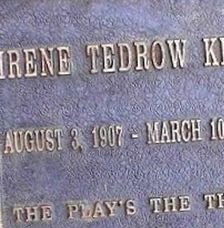 IRENE TEDROW K
AUGUST 3, 1907 - MARCH 10
THE PLAY'S THE T